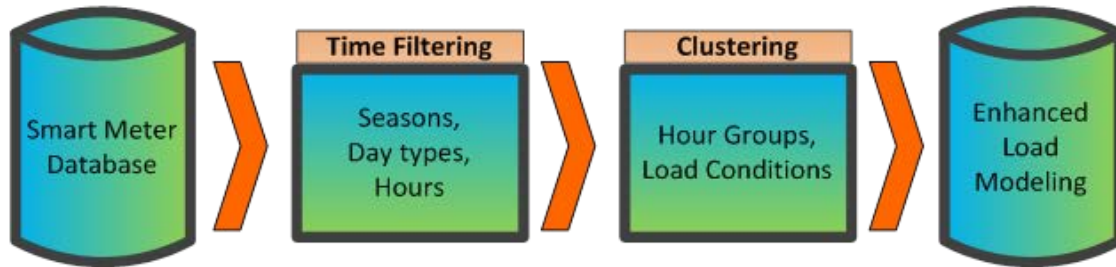 Smart Meter
Database
Time Filtering
Seasons,
Day types,
Hours
Clustering
Hour Groups,
Load Conditions
Enhanced
Load
Modeling